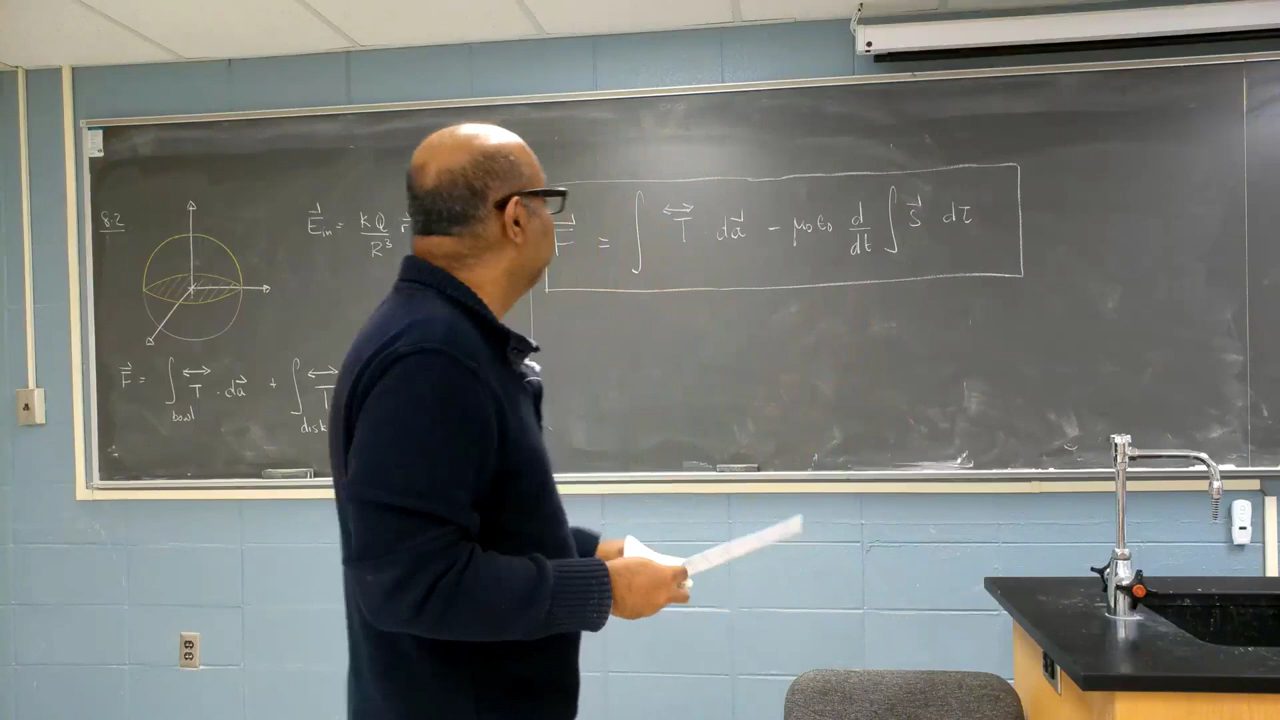 8.2
E⃗in = KQ/R³ r⃗
F⃗ = ∫ T⃡ da⃗ - μ₀ε₀ d/dt ∫ S⃗ dτ
F⃗ = ∫bowl T⃡ · da⃗ + ∫disk T⃡